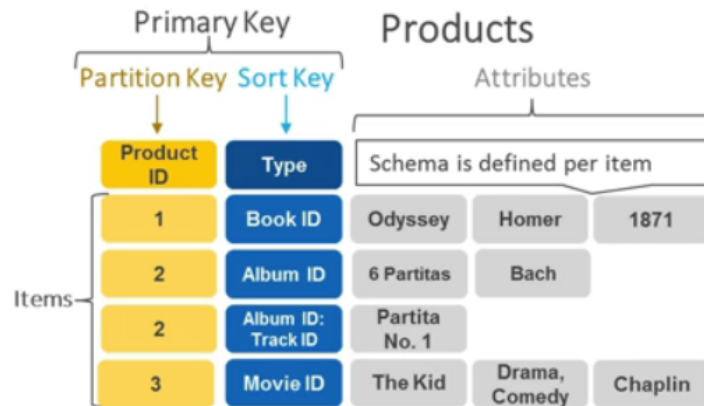 Primary Key
Products
Partition Key
Sort Key
Attributes
Product
ID
Type
Schema is defined per item
Items
1
Book ID
Odyssey
Homer
1871
2
Album ID
6 Partitas
Bach
2
Album ID:
Track ID
Partita
No. 1
3
Movie ID
The Kid
Drama,
Comedy
Chaplin